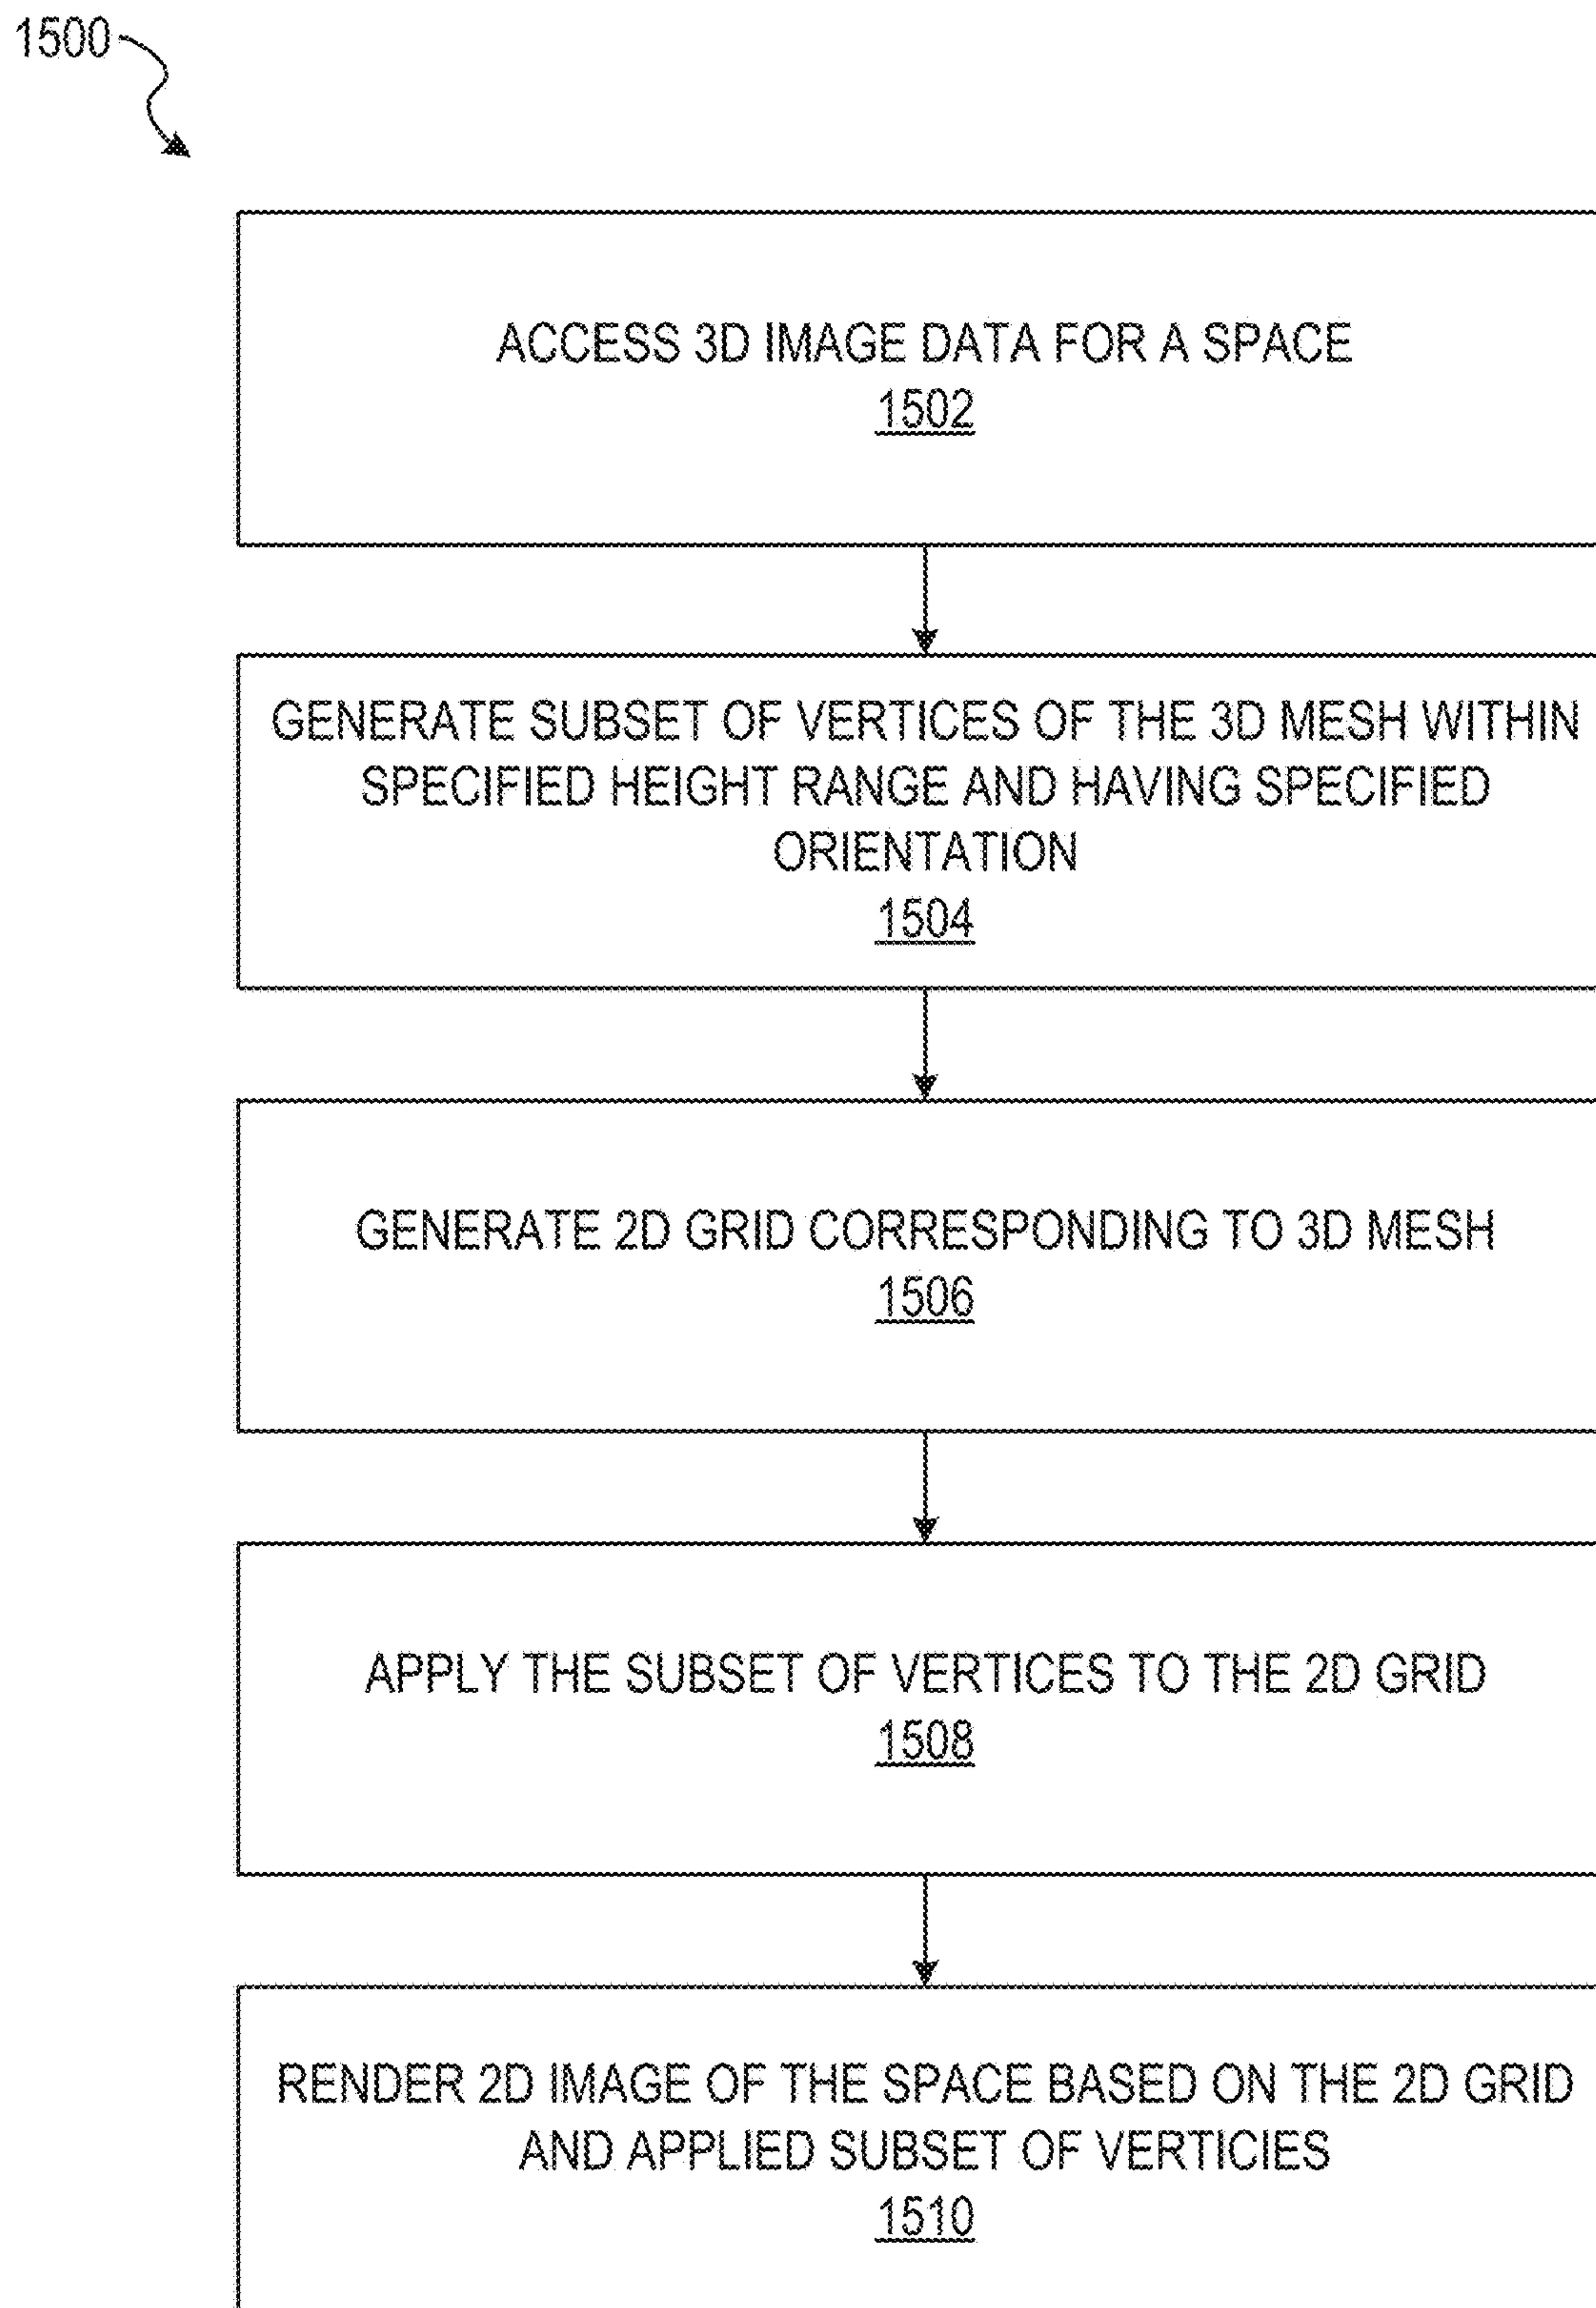 1500
ACCESS 3D IMAGE DATA FOR A SPACE
1502
GENERATE SUBSET OF VERTICES OF THE 3D MESH WITHIN
SPECIFIED HEIGHT RANGE AND HAVING SPECIFIED
ORIENTATION
1504
GENERATE 2D GRID CORRESPONDING TO 3D MESH
1506
APPLY THE SUBSET OF VERTICES TO THE 2D GRID
1508
RENDER 2D IMAGE OF THE SPACE BASED ON THE 2D GRID
AND APPLIED SUBSET OF VERTICIES
1510